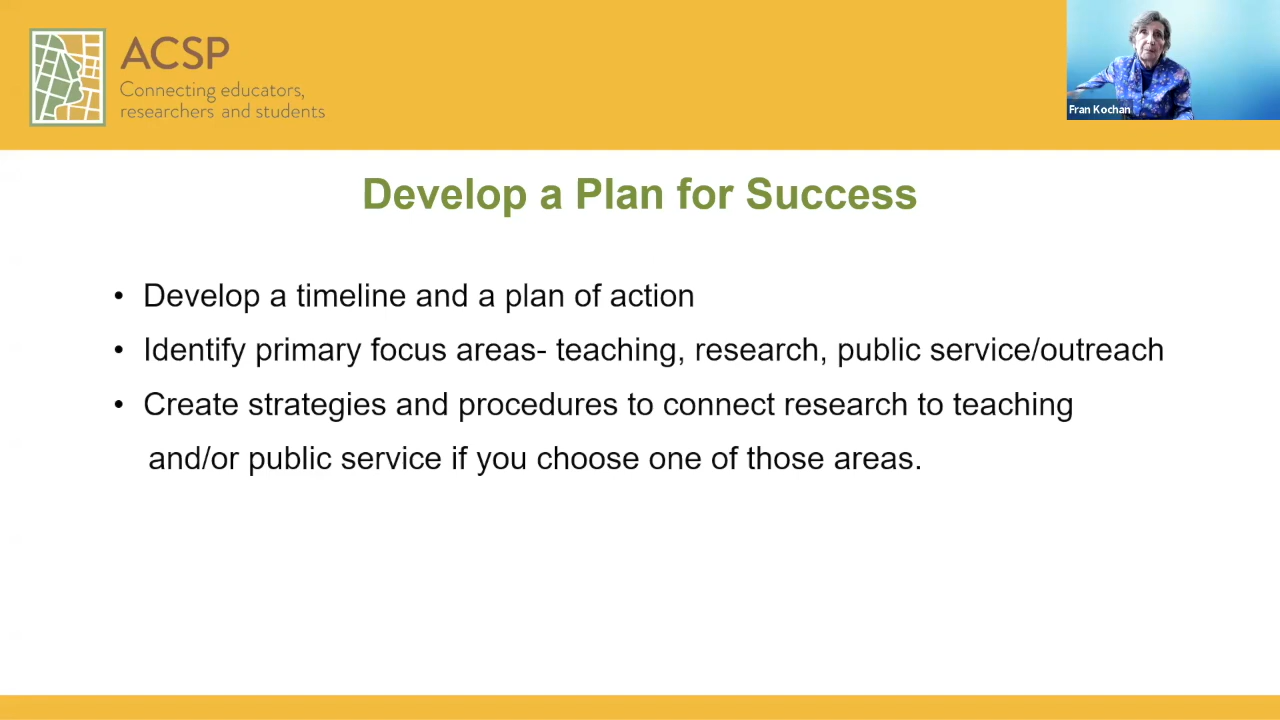 ACSP
Connecting educators,
researchers and students
Fran Kochan
Develop a Plan for Success
• Develop a timeline and a plan of action
• Identify primary focus areas- teaching, research, public service/outreach
• Create strategies and procedures to connect research to teaching
and/or public service if you choose one of those areas.